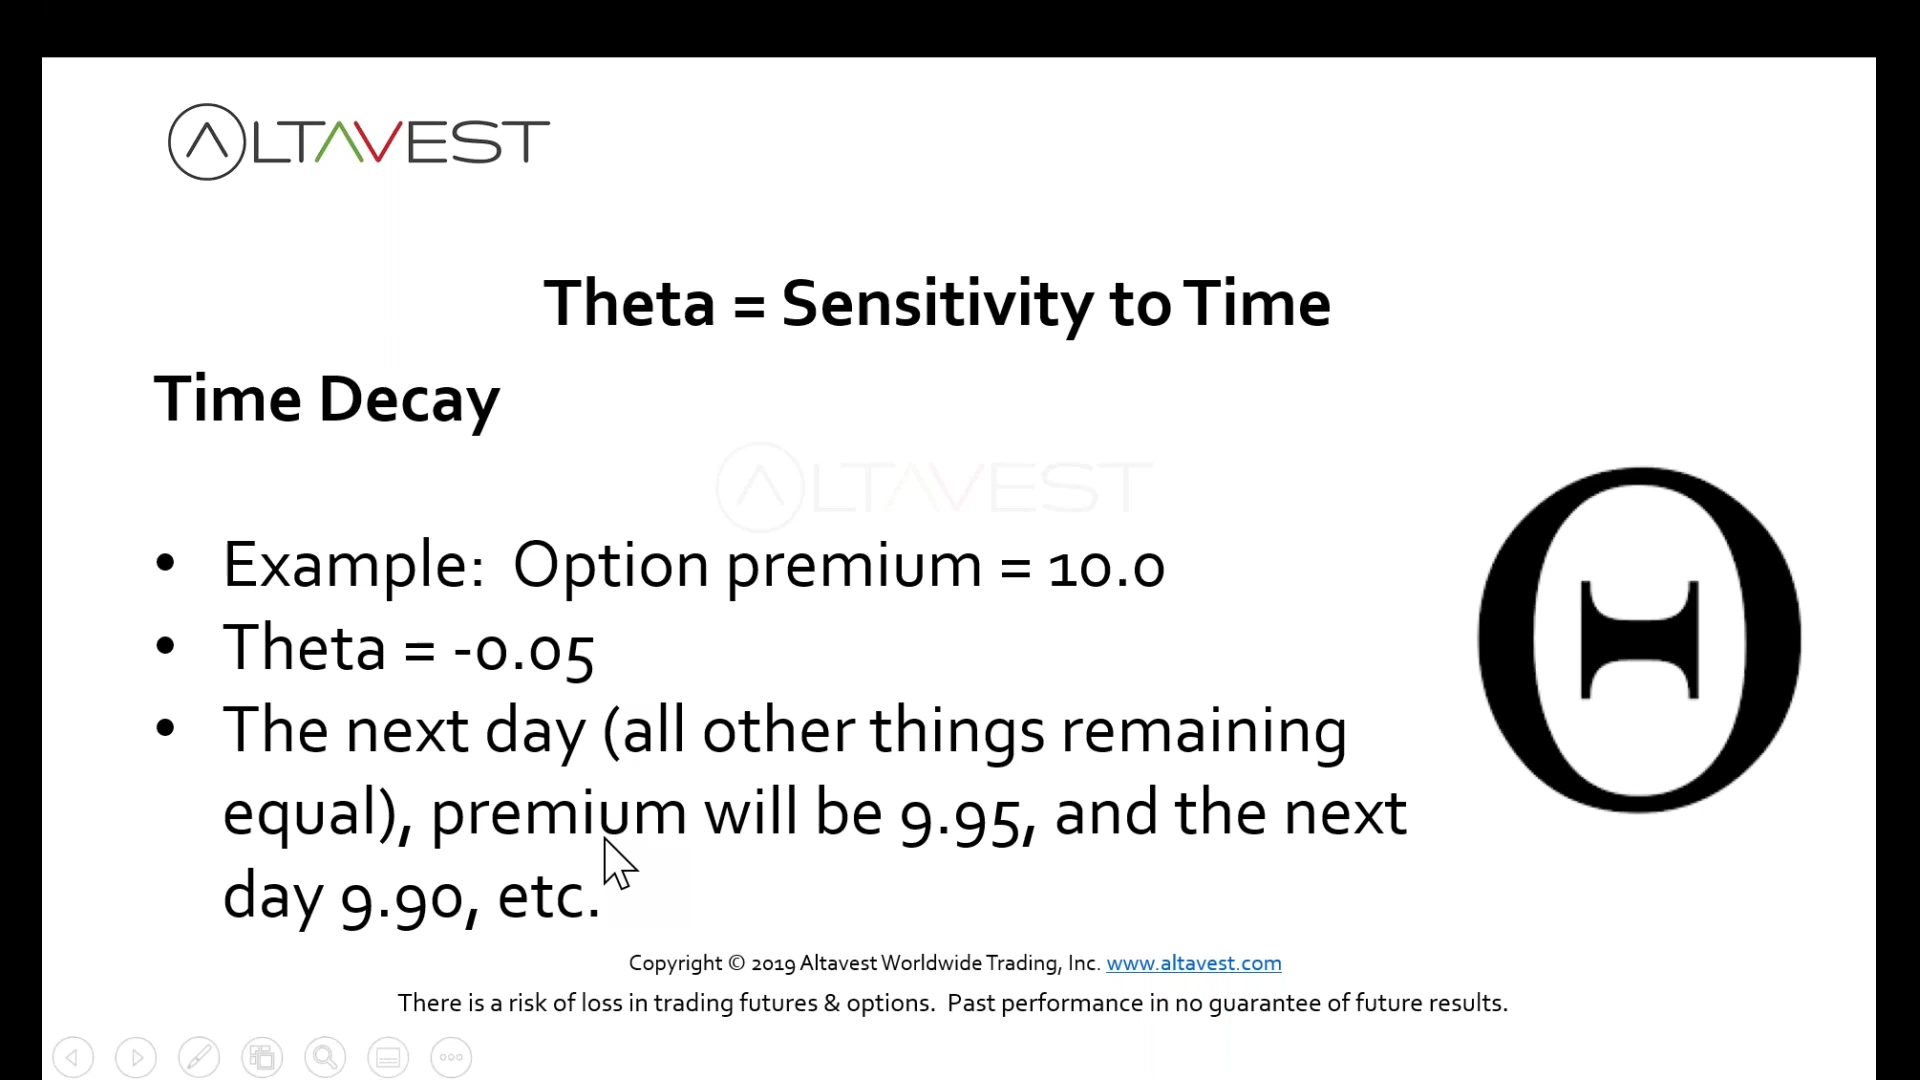 ALTAVEST
Theta = Sensitivity to Time
Time Decay
ALTAVEST
• Example:  Option premium = 10.0
• Theta = -0.05
• The next day (all other things remaining
equal), premium will be 9.95, and the next
day 9.90, etc.
Θ
Copyright © 2019 Altavest Worldwide Trading, Inc. www.altavest.com
There is a risk of loss in trading futures & options.  Past performance in no guarantee of future results.